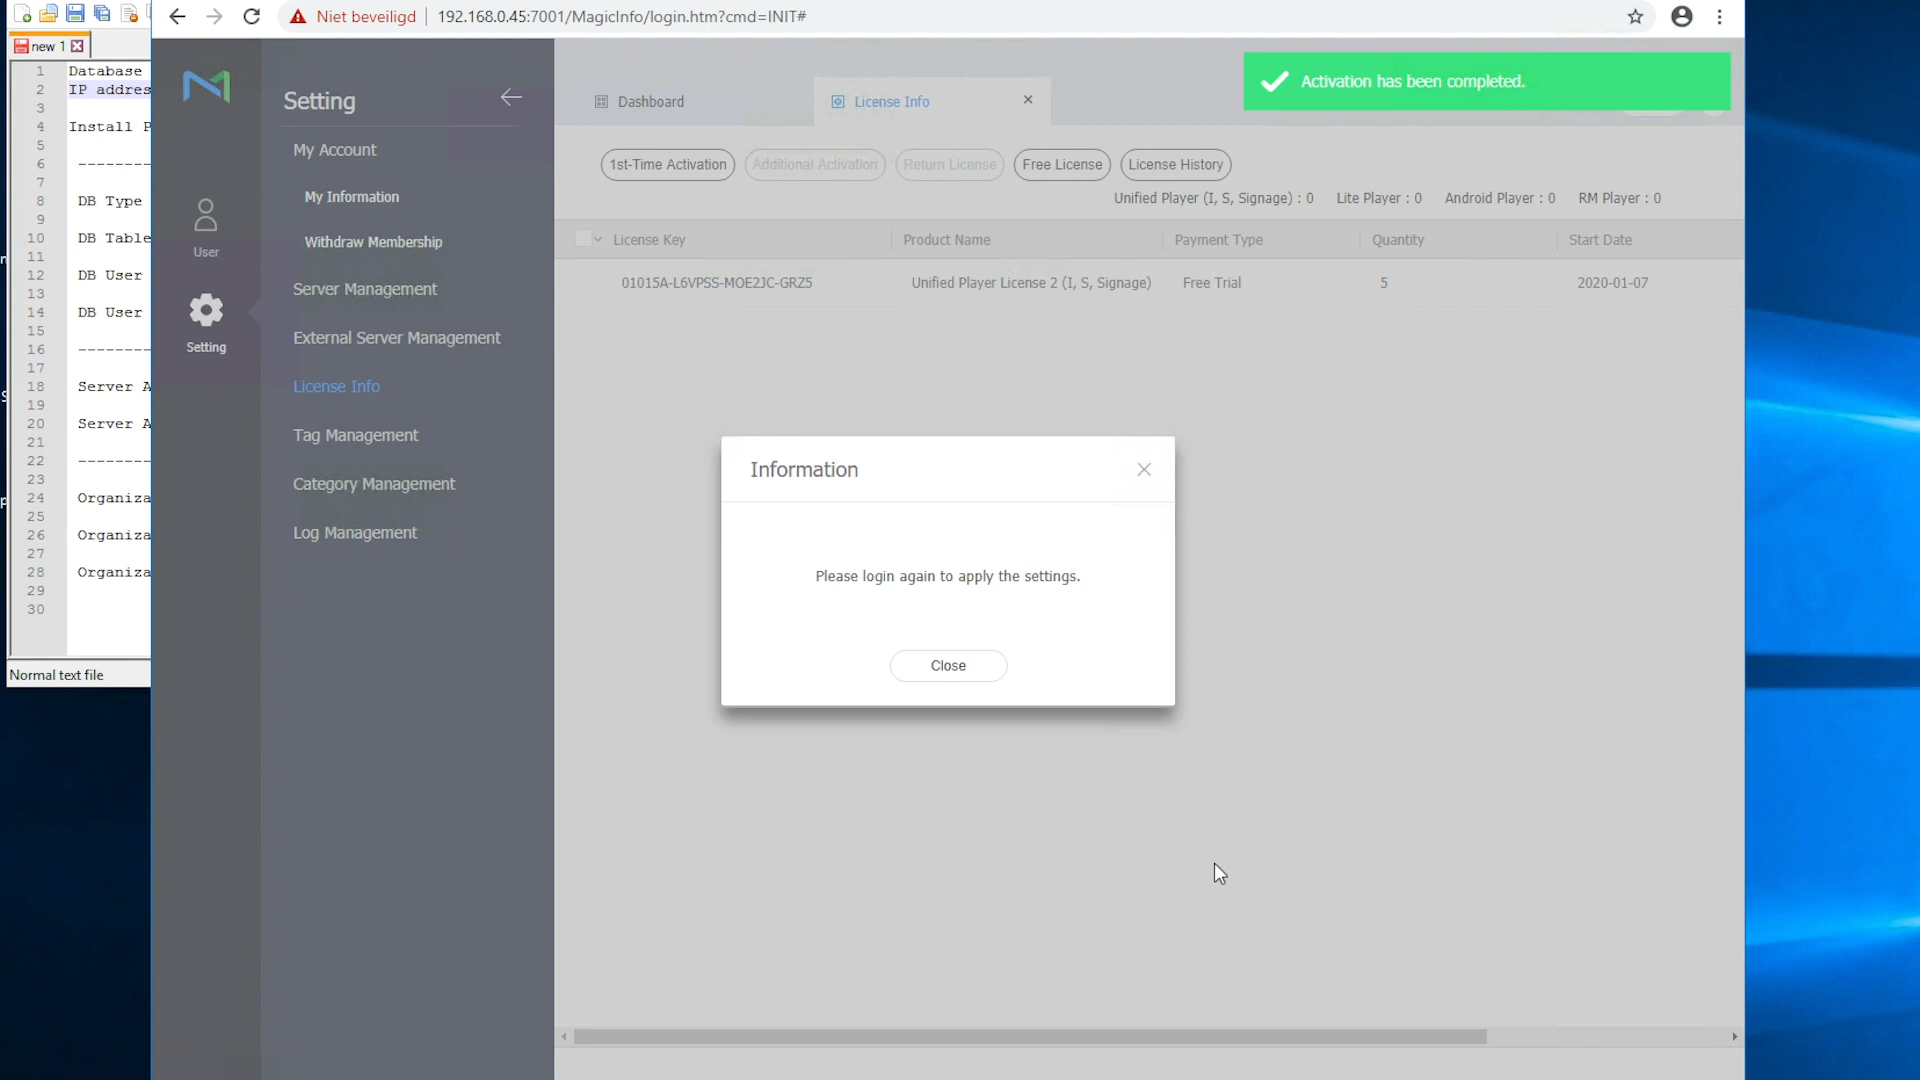 Niet beveiligd
192.168.0.45:7001/MagicInfo/login.htm?cmd=INIT#
new 1
1 Database
2 IP addres
3
4 Install P
5
6 ---------
7
8 DB Type
9
10 DB Table
11
12 DB User
13
14 DB User
15
16 --------
17
18 Server A
19
20 Server A
21
22 --------
23
24 Organiza
25
26 Organiza
27
28 Organiza
29
30
Normal text file
User
Setting
Setting
My Account
My Information
Withdraw Membership
Server Management
External Server Management
License Info
Tag Management
Category Management
Log Management
Dashboard
License Info
Activation has been completed.
1st-Time Activation
Additional Activation
Return License
Free License
License History
Unified Player (I, S, Signage) : 0 Lite Player : 0 Android Player : 0 RM Player : 0
License Key Product Name Payment Type Quantity Start Date
01015A-L6VPSS-MOE2JC-GRZ5 Unified Player License 2 (I, S, Signage) Free Trial 5 2020-01-07
Information
Please login again to apply the settings.
Close